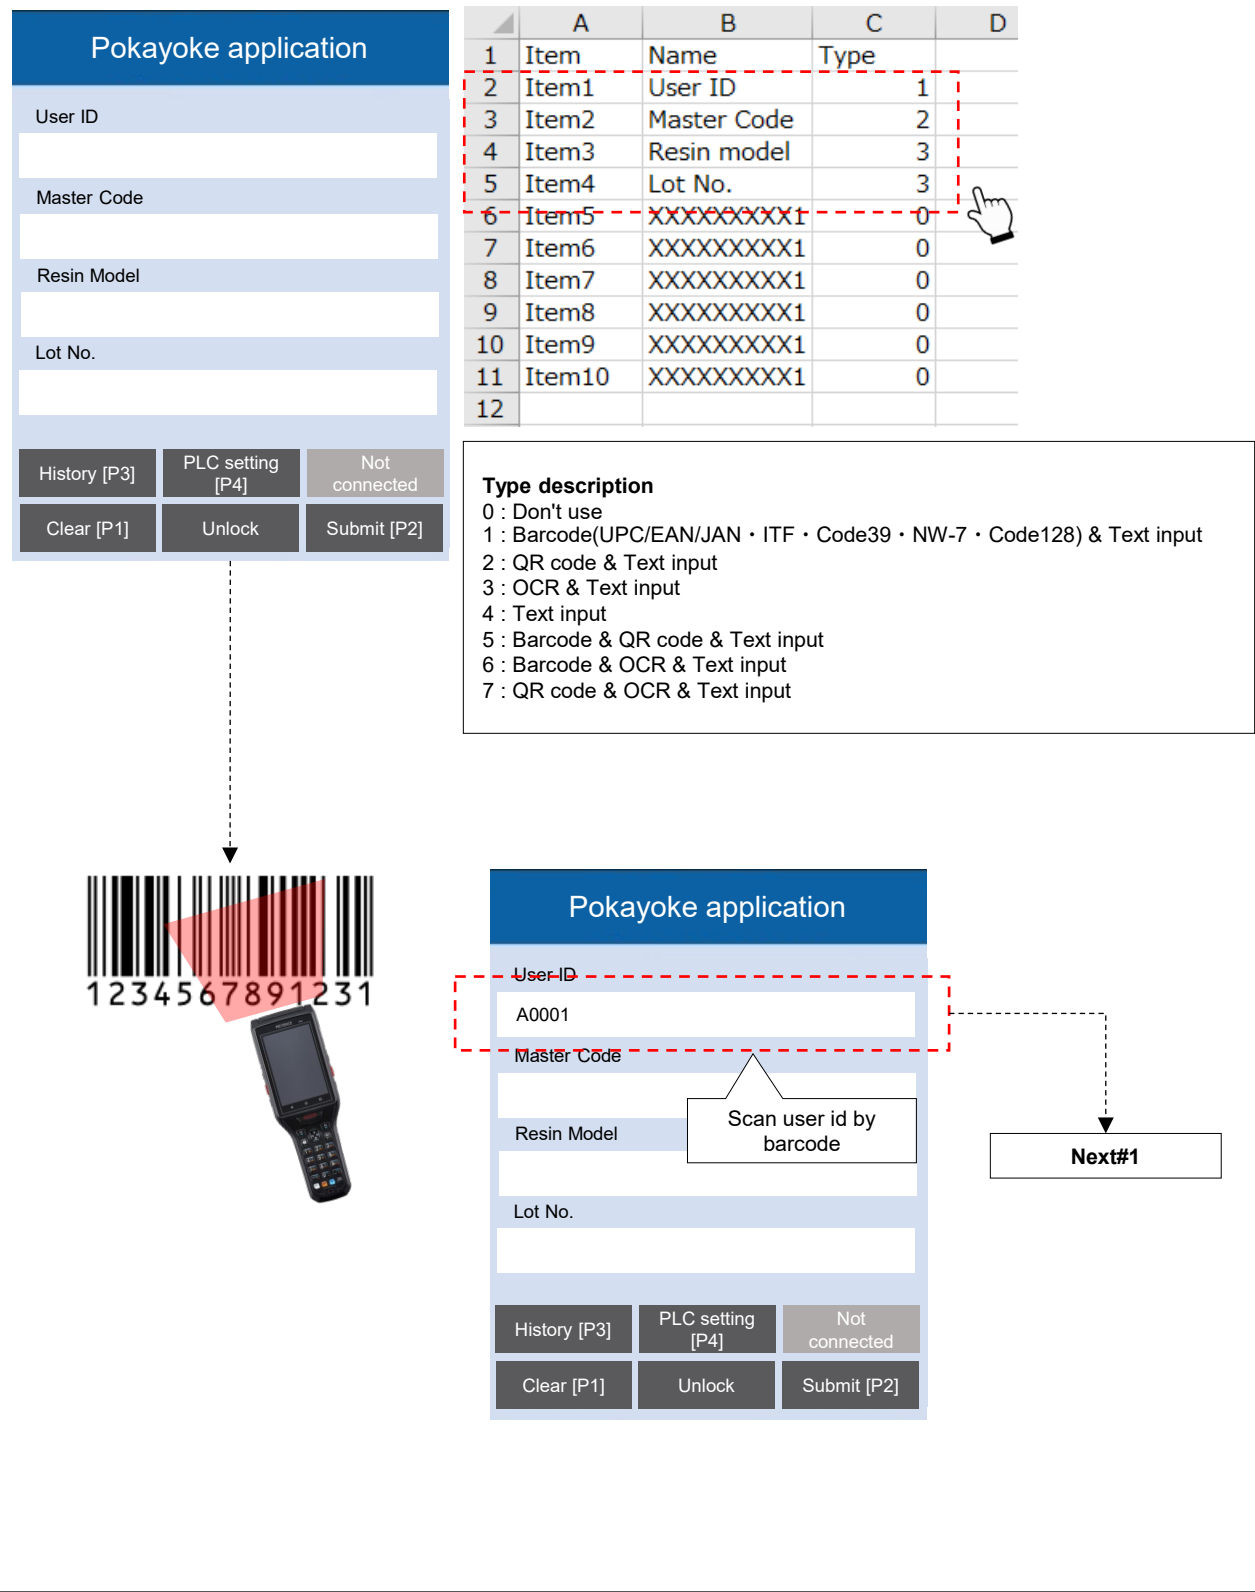 Pokayoke application
User ID
Master Code
Resin Model
Lot No.
History [P3]
PLC setting
[P4]
Not
connected
Clear [P1]
Unlock
Submit [P2]
A B C D
1 Item Name Type
2 Item1 User ID 1
3 Item2 Master Code 2
4 Item3 Resin model 3
5 Item4 Lot No. 3
6 Item5 XXXXXXXXX1 0
7 Item6 XXXXXXXXX1 0
8 Item7 XXXXXXXXX1 0
9 Item8 XXXXXXXXX1 0
10 Item9 XXXXXXXXX1 0
11 Item10 XXXXXXXXX1 0
12
Type description
0 : Don't use
1 : Barcode(UPC/EAN/JAN・ITF・Code39・NW-7・Code128) & Text input
2 : QR code & Text input
3 : OCR & Text input
4 : Text input
5 : Barcode & QR code & Text input
6 : Barcode & OCR & Text input
7 : QR code & OCR & Text input
1234567891231
Pokayoke application
User ID
A0001
Master Code
Scan user id by
barcode
Resin Model
Lot No.
History [P3]
PLC setting
[P4]
Not
connected
Clear [P1]
Unlock
Submit [P2]
Next#1